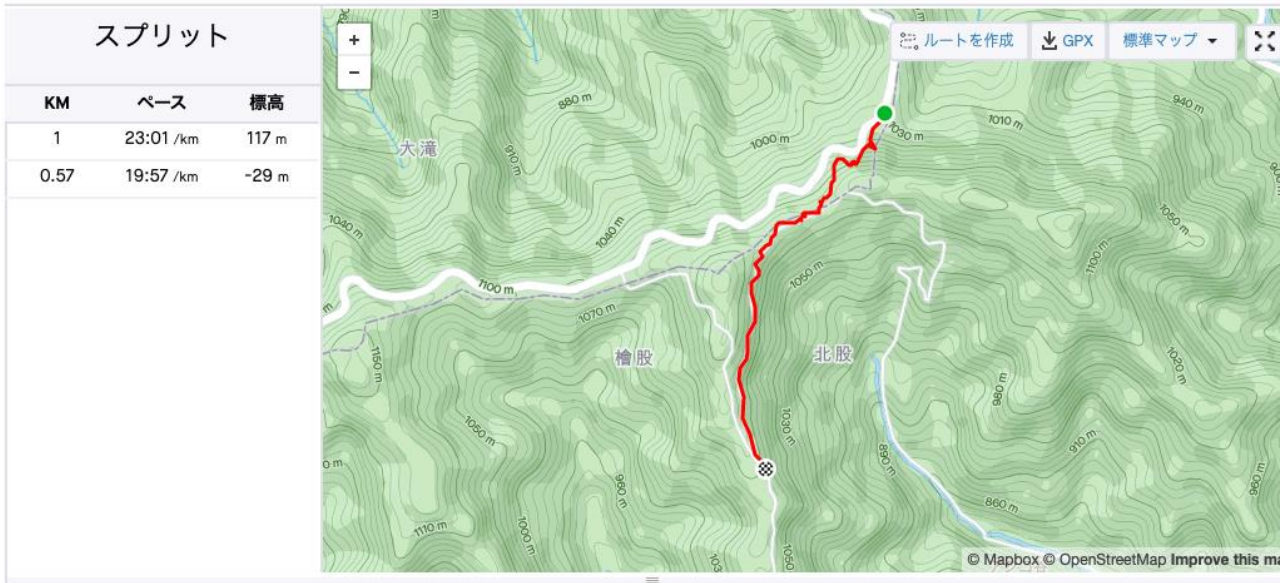 スプリット
KM ペース 標高
1 23:01 /km 117 m
0.57 19:57 /km -29 m
+
−
ルートを作成
GPX
標準マップ
880 m
940 m
1010 m
1030 m
1000 m
大滝
910 m
1040 m
1040 m
1050 m
1100 m
1050 m
1100 m
1070 m
1150 m
檜股
北股
1020 m
980 m
1050 m
1030 m
910 m
890 m
960 m
960 m
860 m
1110 m
1000 m
1050
© Mapbox © OpenStreetMap Improve this ma